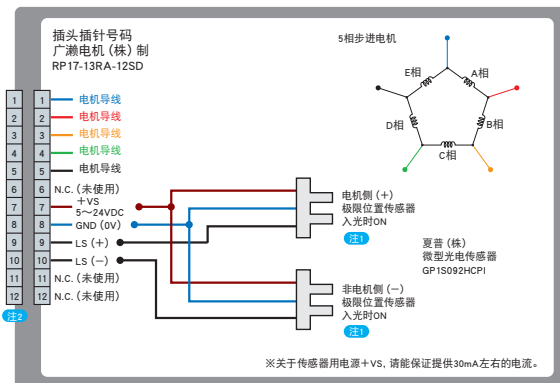 插头插针号码
广濑电机 (株) 制
RP17-13RA-12SD
5相步进电机
E相
A相
D相
B相
C相
1 1 电机导线
2 2 电机导线
3 3 电机导线
4 4 电机导线
5 5 电机导线
6 6 N.C. (未使用)
7 7 +VS
5～24VDC
8 8 GND (0V)
9 9 LS (+)
10 10 LS (−)
11 11 N.C. (未使用)
12 12 N.C. (未使用)
注2
电机侧 (+)
极限位置传感器
入光时ON
注1
非电机侧 (−)
极限位置传感器
入光时ON
注1
夏普 (株)
微型光电传感器
GP1S092HCPI
※关于传感器用电源+VS, 请能保证提供30mA左右的电流。